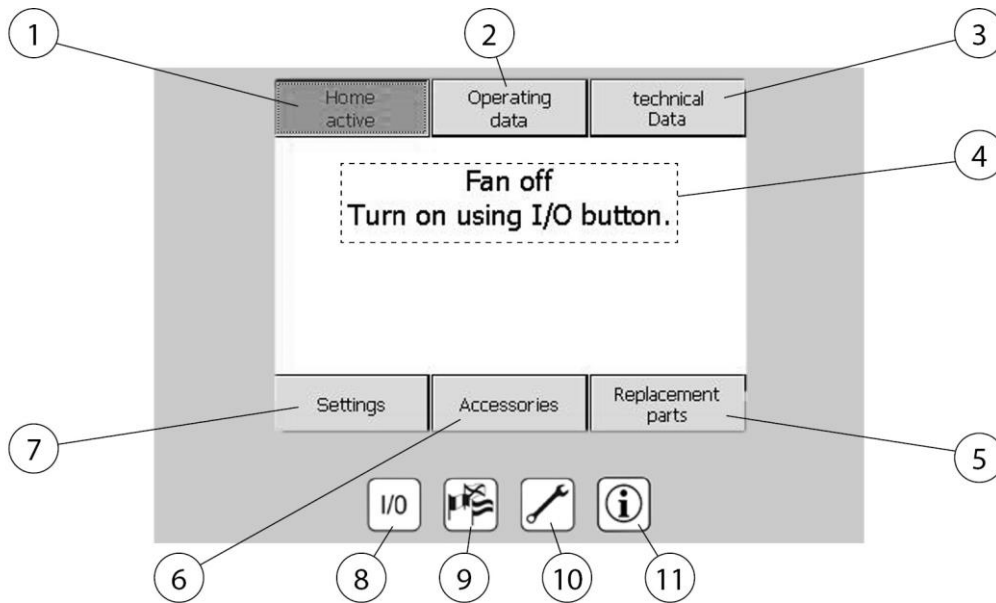 1
2
3
Home
active
Operating
data
technical
Data
4
Fan off
Turn on using I/O button.
Settings
Accessories
Replacement
parts
7
5
I/0
6
8
9
10
11